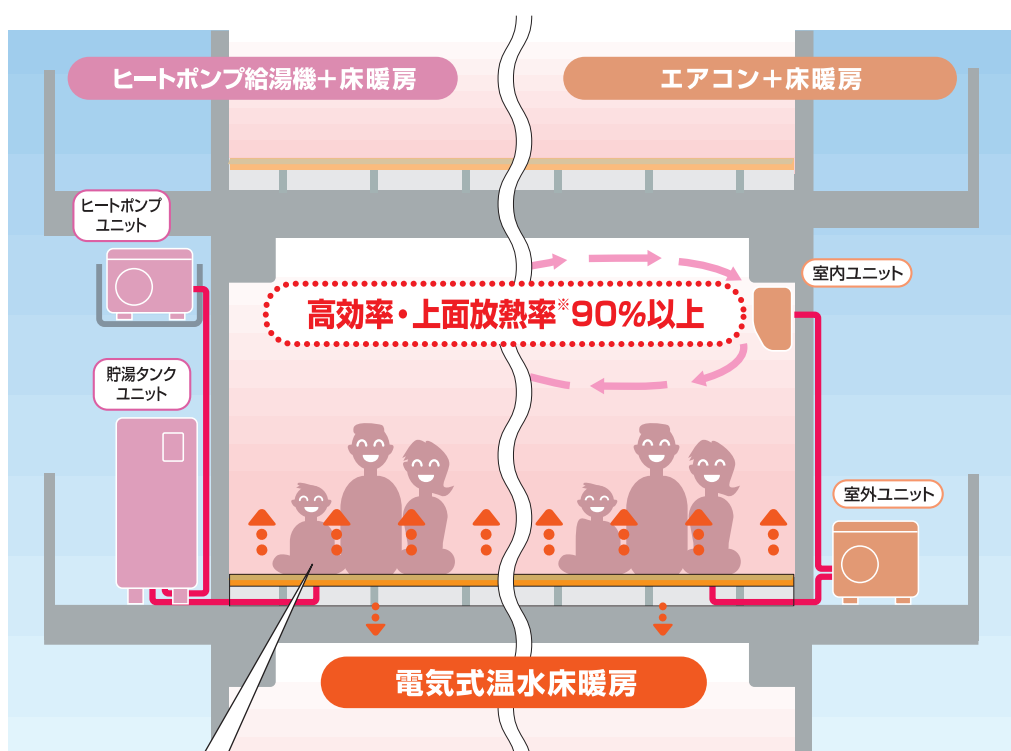 ヒートポンプ給湯機＋床暖房
エアコン＋床暖房
ヒートポンプ
ユニット
室内ユニット
高効率・上面放熱率※90%以上
貯湯タンク
ユニット
室外ユニット
電気式温水床暖房